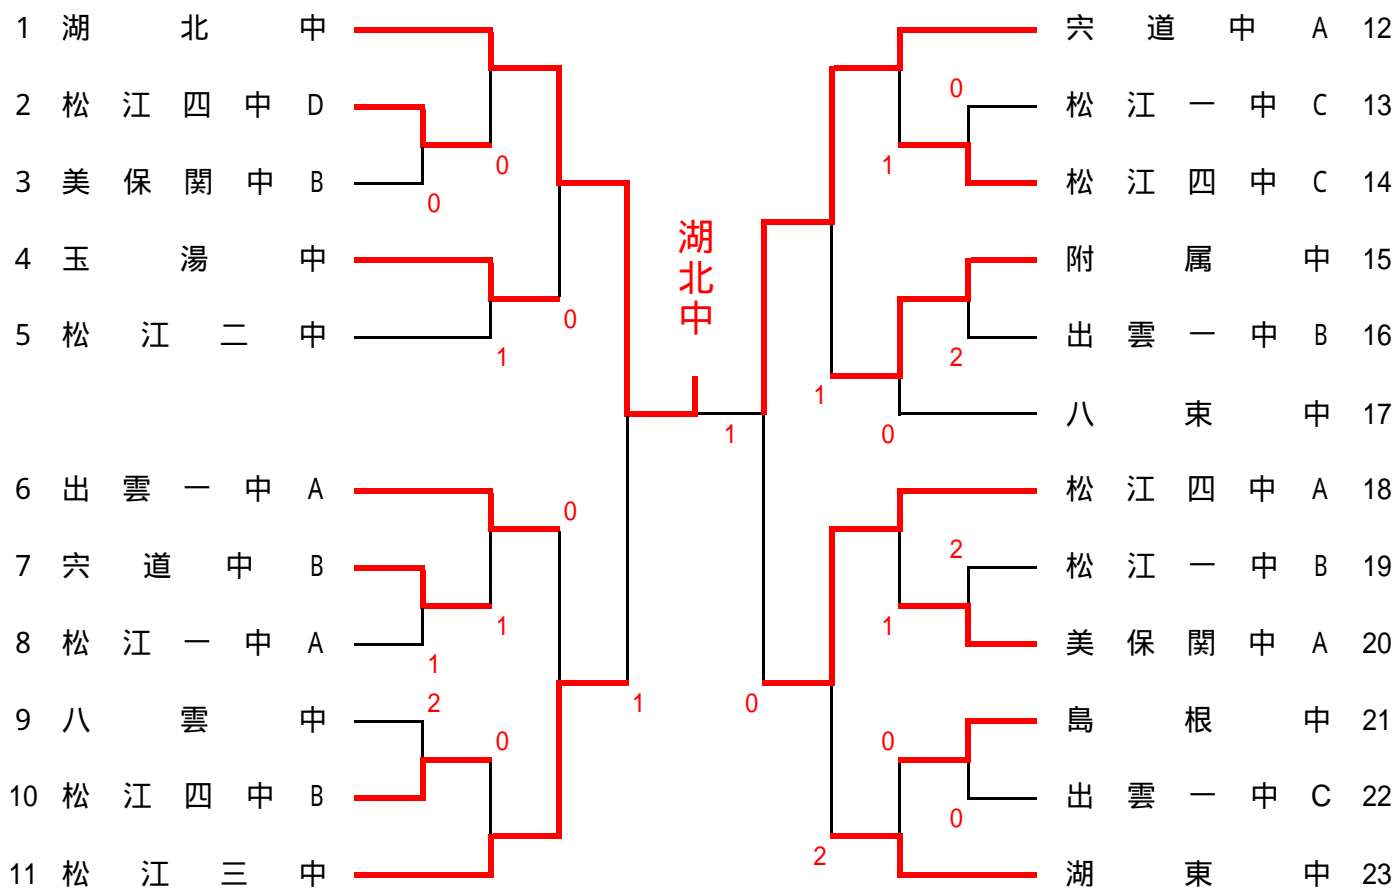 1 湖北中
2 松江四中 D
3 美保関中 B
4 玉湯中
5 松江二中
6 出雲一中 A
7 宍道中 B
8 松江一中 A
9 八雲中
10 松江四中 B
11 松江三中
0
0
0
1
0
1
1
2
0
1
湖北中
1
0
1
1
2
0
0
2
1
0
0
2
宍道中 A 12
松江一中 C 13
松江四中 C 14
附属中 15
出雲一中 B 16
八束中 17
松江四中 A 18
松江一中 B 19
美保関中 A 20
島根中 21
出雲一中 C 22
湖東中 23